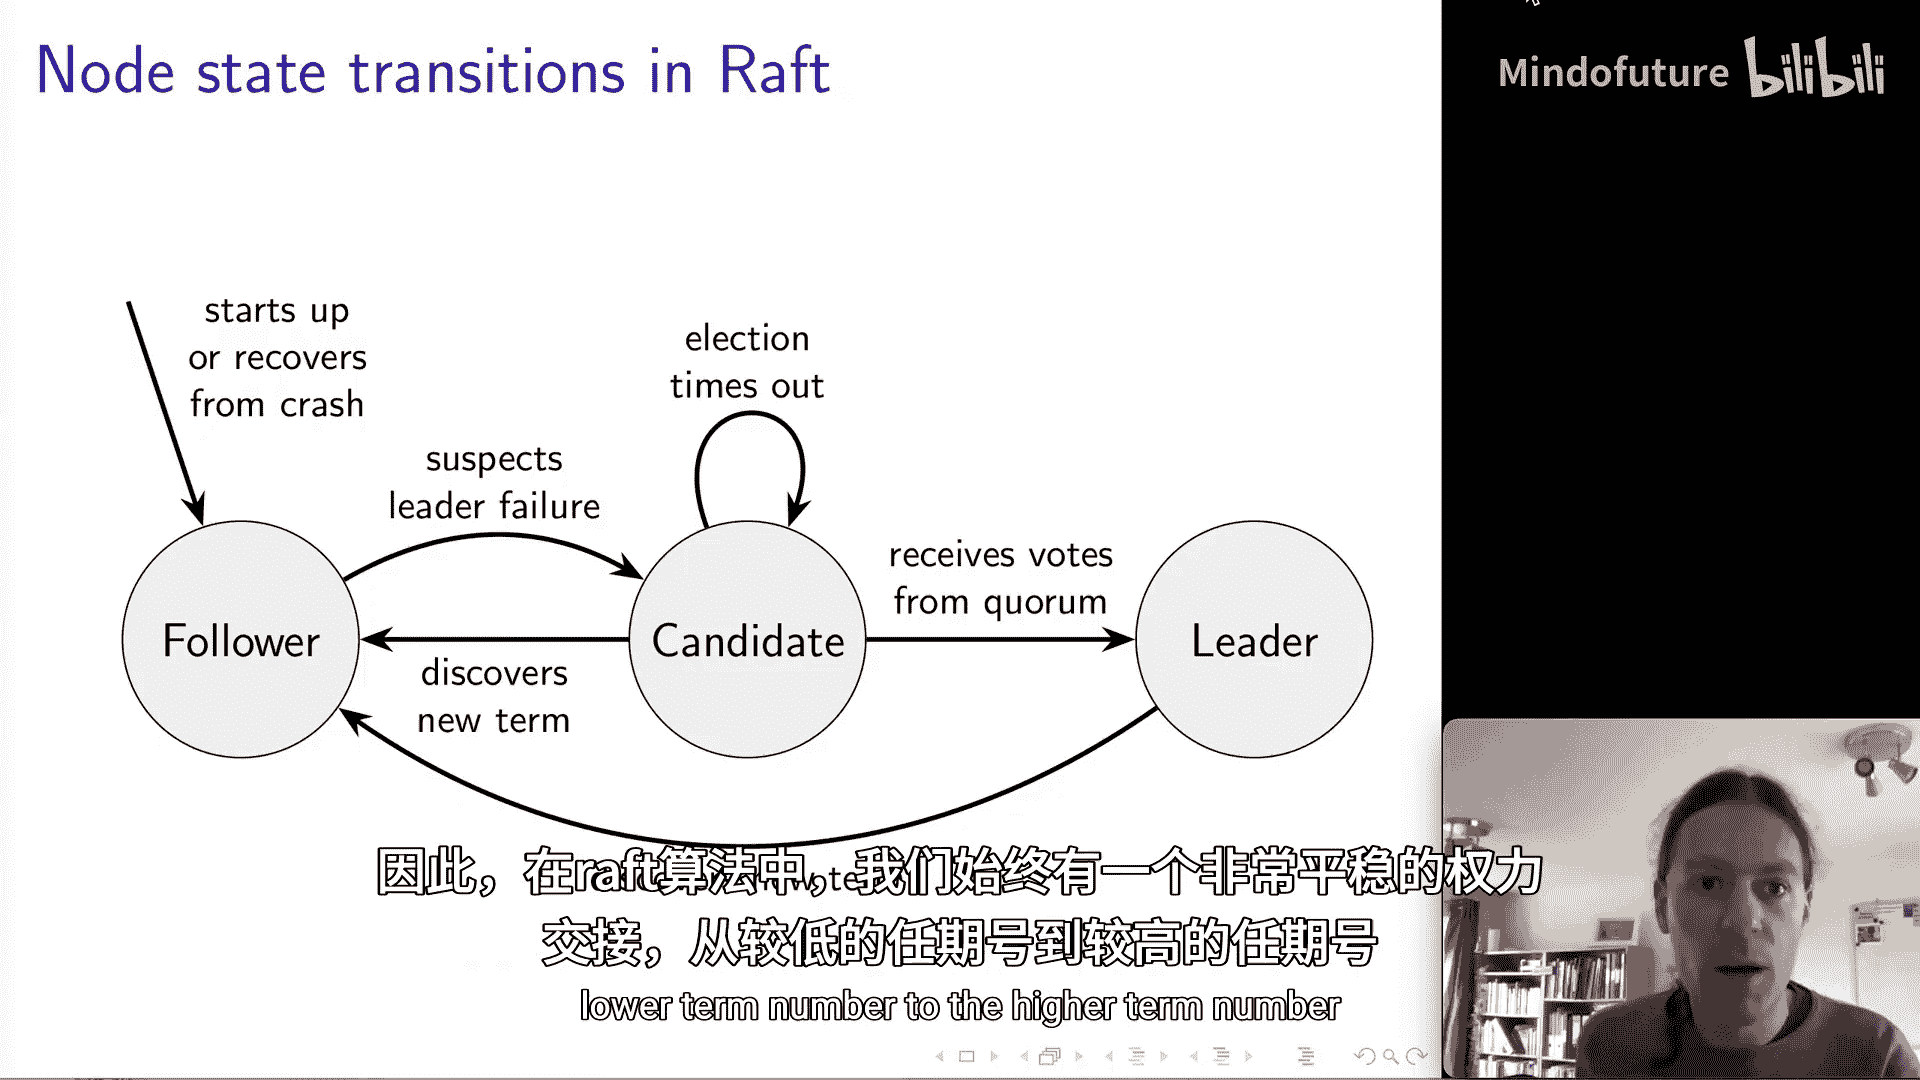 Node state transitions in Raft
Mindofuture bilibili
starts up
or recovers
from crash
election
times out
suspects
leader failure
receives votes
from quorum
Follower
Candidate
Leader
discovers
new term
因此，在raft算法中，我们始终有一个非常平稳的权力
交接，从较低的任期号到较高的任期号
lower term number to the higher term number